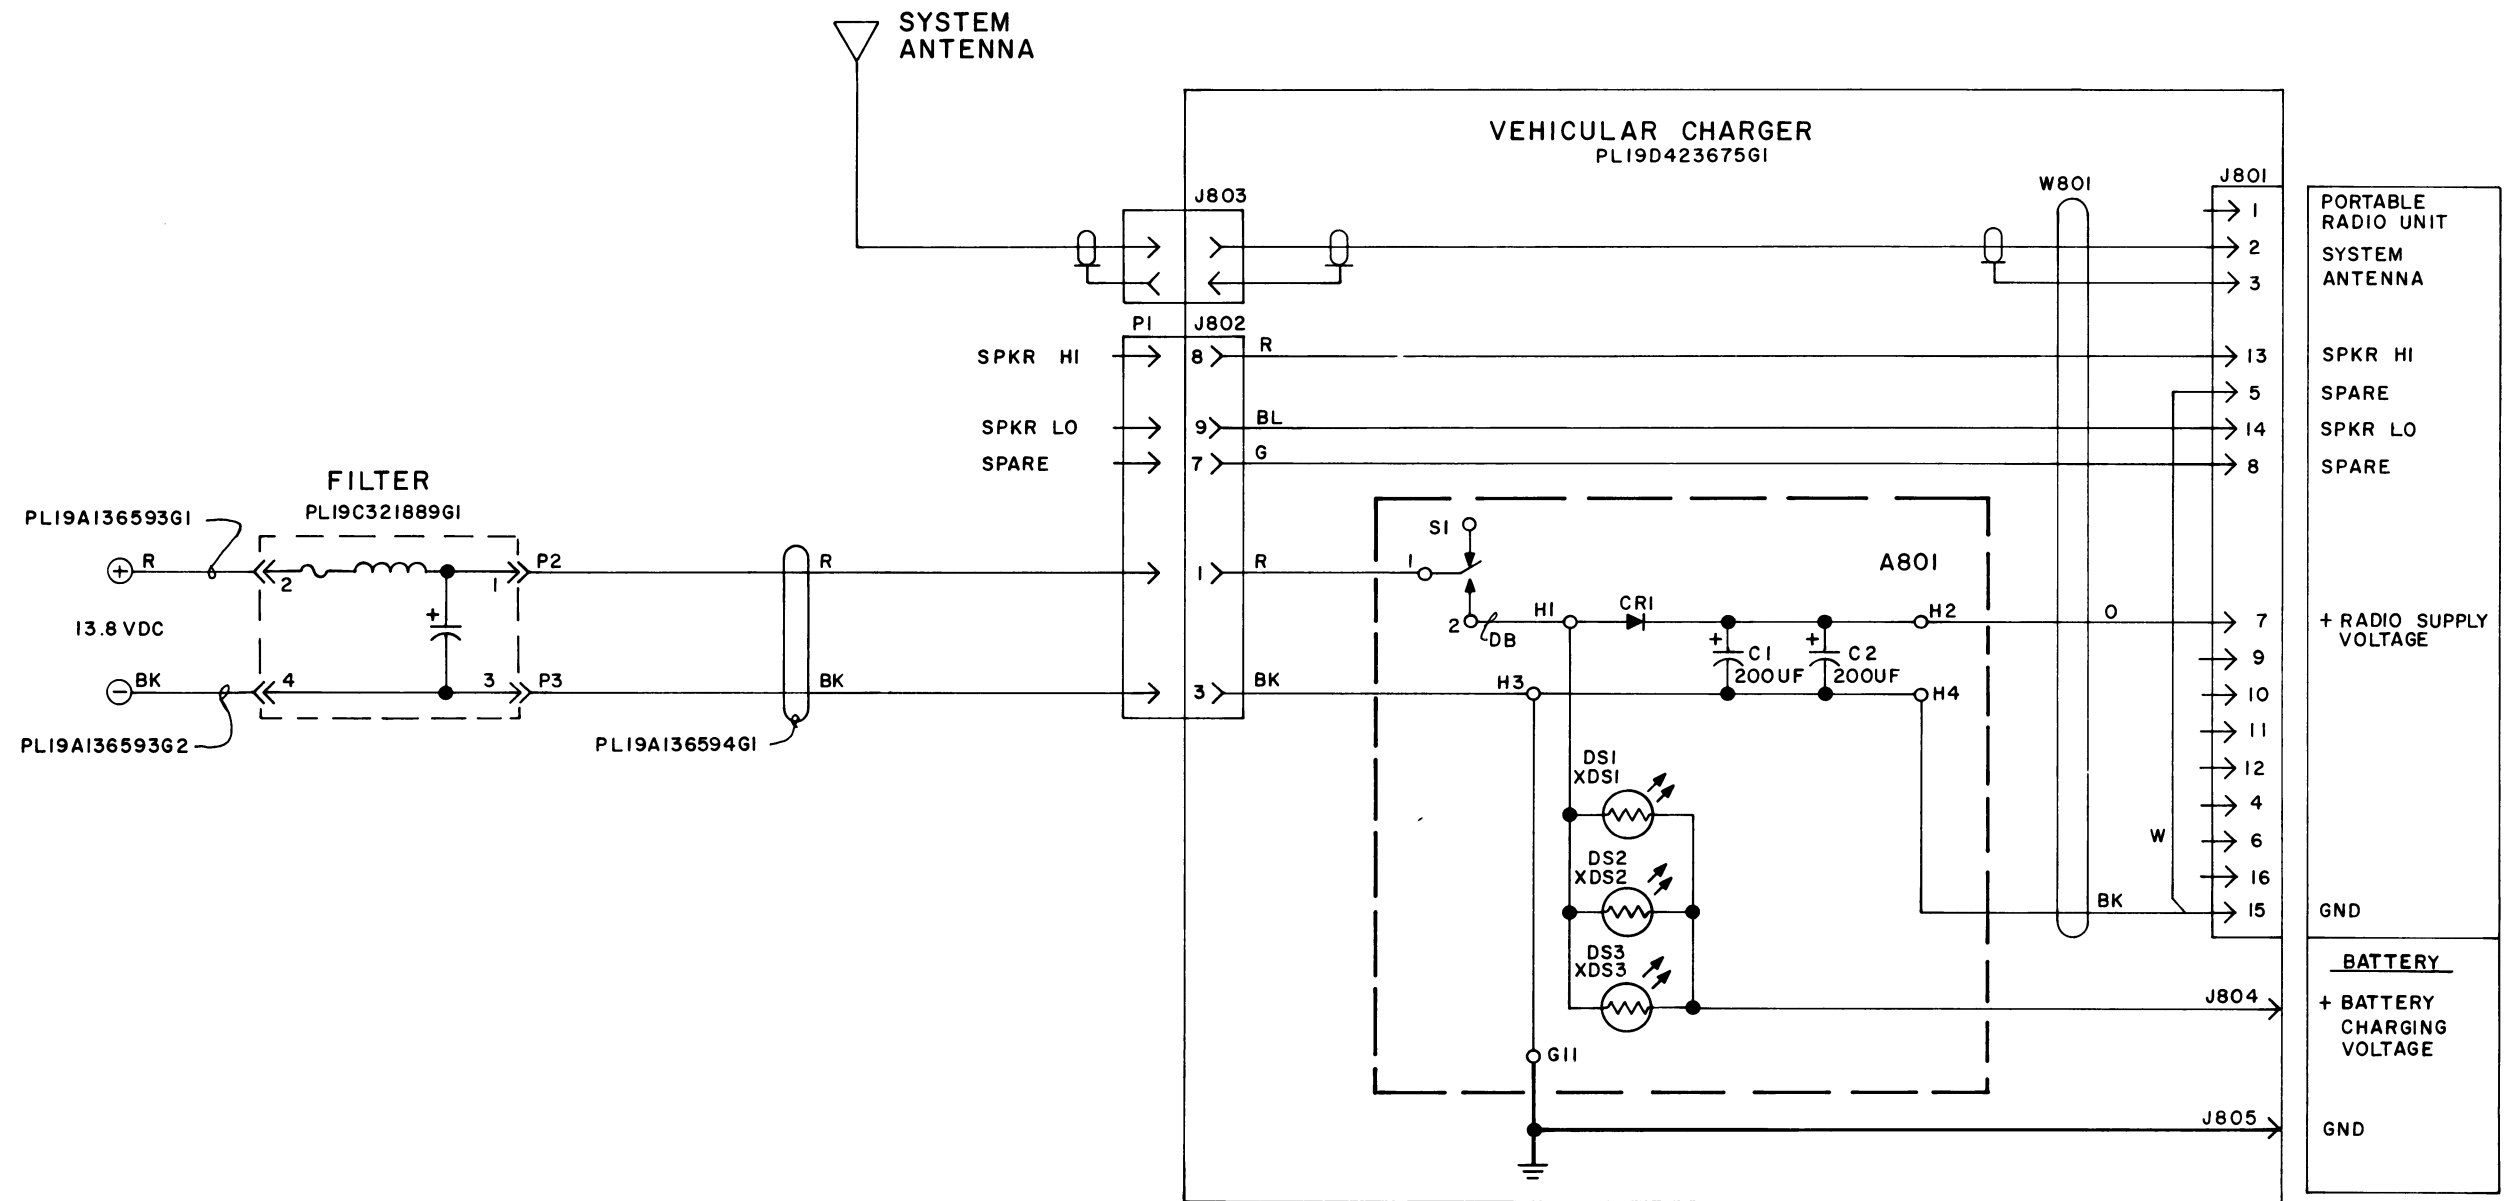 SYSTEM
ANTENNA
VEHICULAR CHARGER
PL19D423675G1
J803
W801
J801
1
2
3
PORTABLE
RADIO UNIT
SYSTEM
ANTENNA
P1
J802
SPKR HI
8
R
13
SPKR HI
5
SPARE
SPKR LO
9
BL
14
SPKR LO
SPARE
7
G
8
SPARE
FILTER
PL19C321889G1
PL19A136593G1
+
R
2
1
P2
R
1
R
1
S1
A801
13.8 VDC
+
2
DB
H1
CR1
H2
O
7
+ RADIO SUPPLY
VOLTAGE
+
C1
200UF
+
C2
200UF
9
−
BK
4
3
P3
BK
3
BK
H3
H4
10
PL19A136593G2
PL19A136594G1
11
12
DS1
XDS1
4
W
6
DS2
XDS2
16
BK
15
GND
DS3
XDS3
BATTERY
J804
+ BATTERY
CHARGING
VOLTAGE
G11
J805
GND